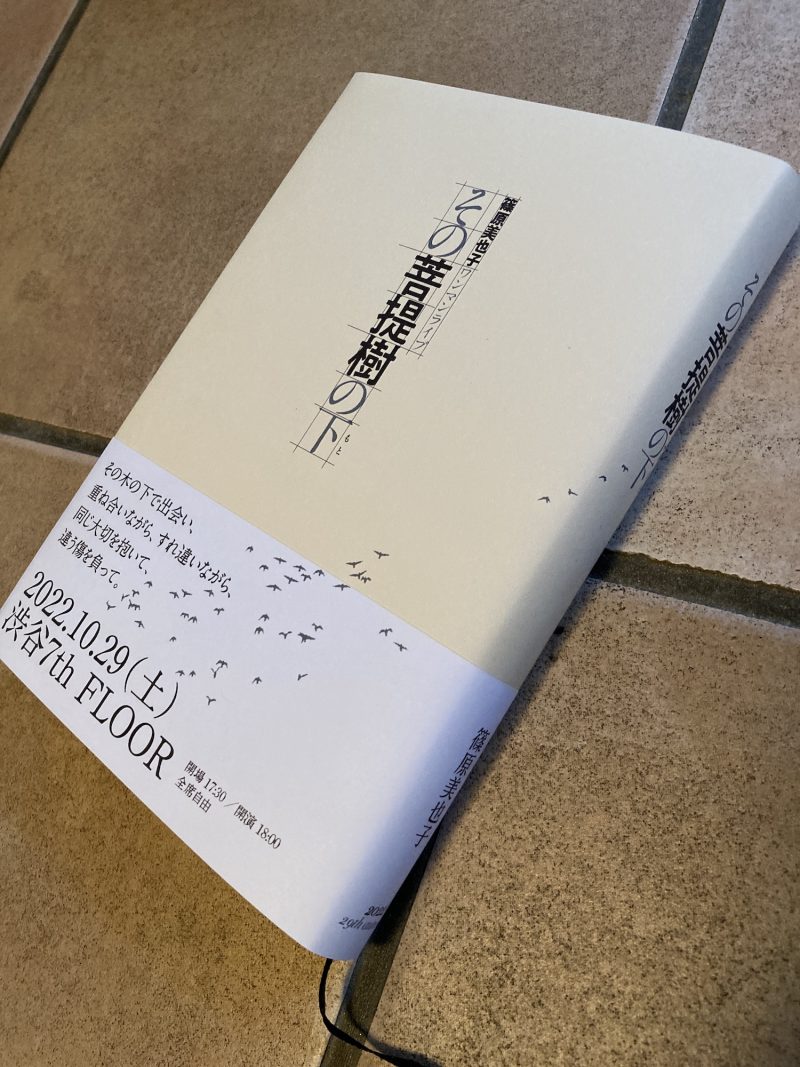 篠原美也子ワンマンライブ
その菩提樹の下
もと
その木の下で出会い、
重ね合いながら、すれ違いながら、
同じ大切を抱いて、
違う傷を負って。
2022.10.29（土）
渋谷7th FLOOR
開場 17:30／開演 18:00
全席自由
その菩提樹の下
篠原美也子
202
29th